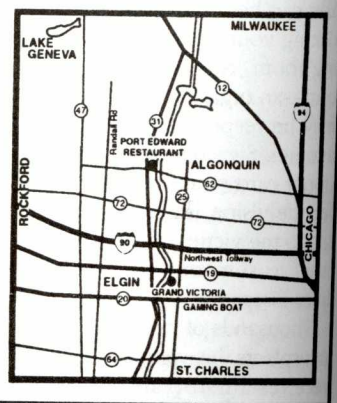 MILWAUKEE
LAKE
GENEVA
12
47
Randall Rd
94
31
PORT EDWARD
RESTAURANT
ALGONQUIN
62
25
ROCKFORD
72
72
CHICAGO
90
Northwest Tollway
19
ELGIN
GRAND VICTORIA
20
GAMING BOAT
64
ST. CHARLES